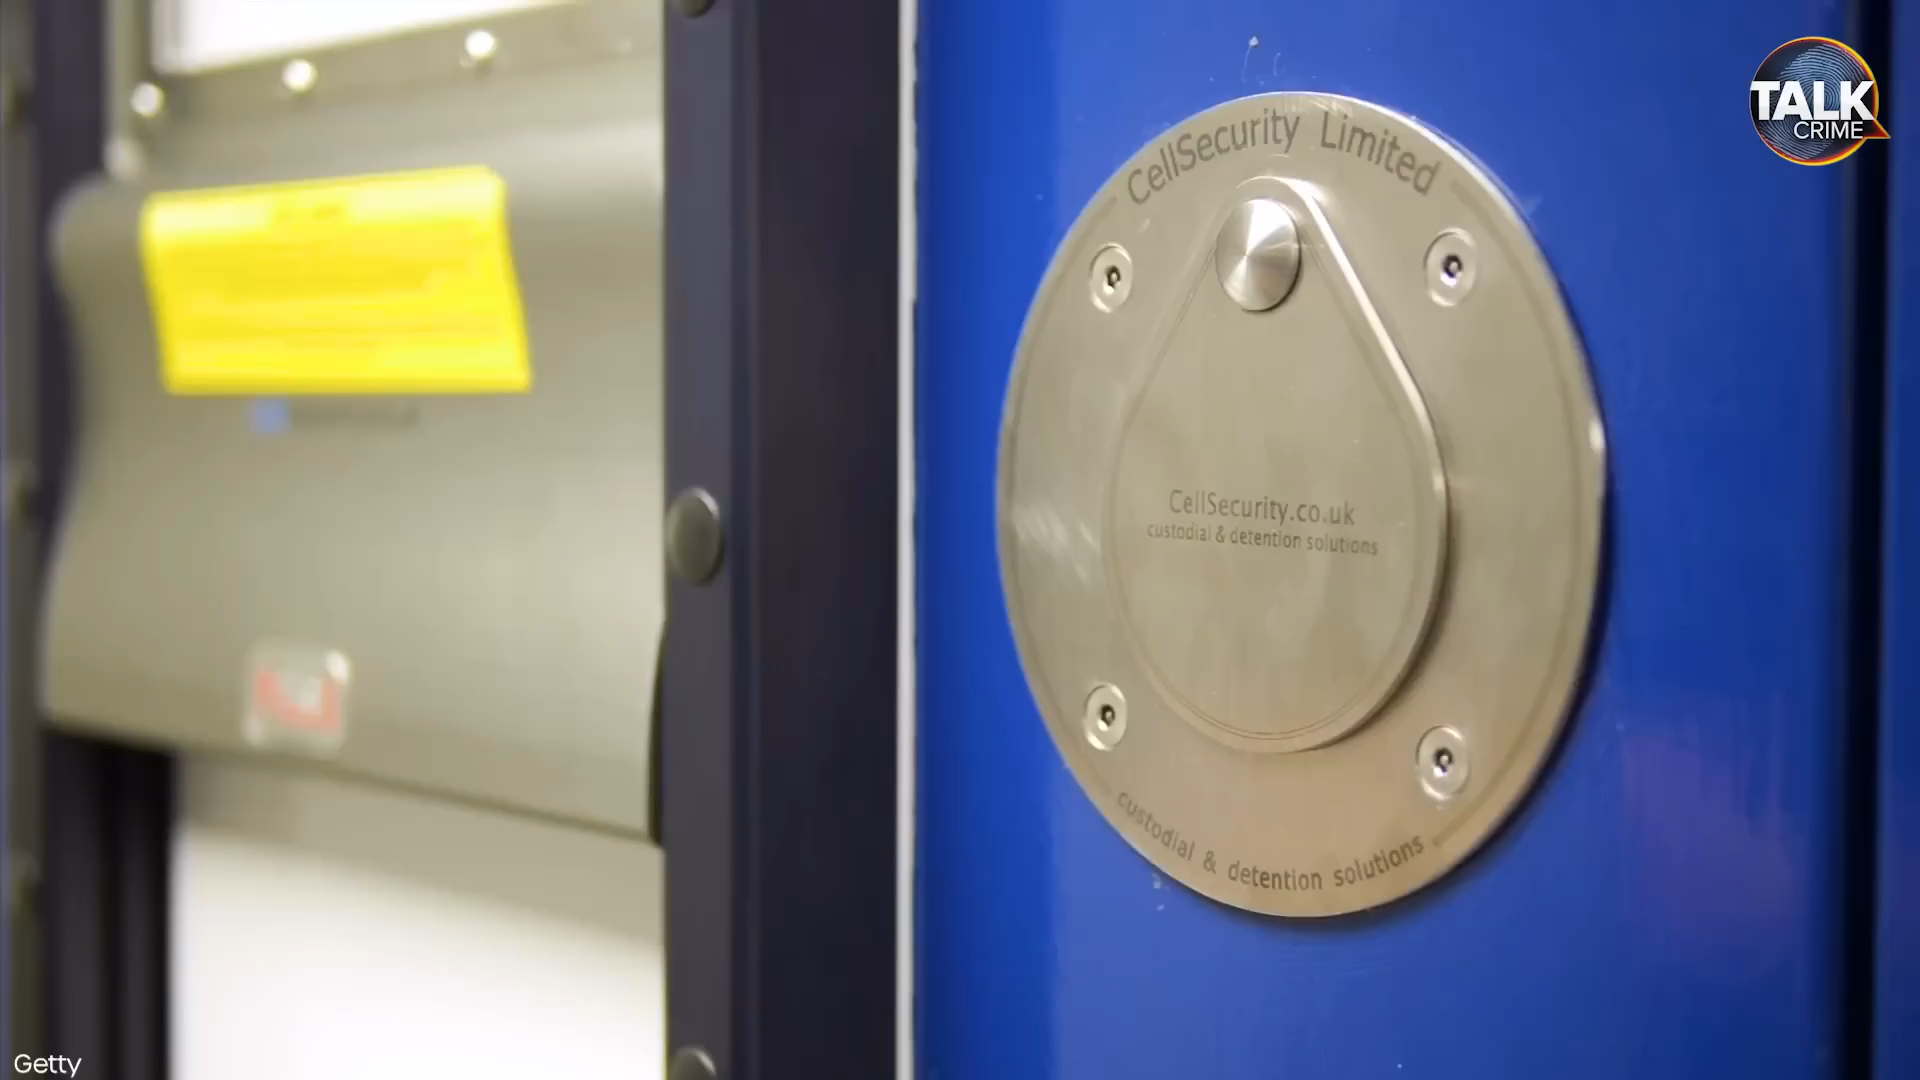 TALK
CRIME
CellSecurity Limited
CellSecurity.co.uk
custodial & detention solutions
custodial & detention solutions
Getty